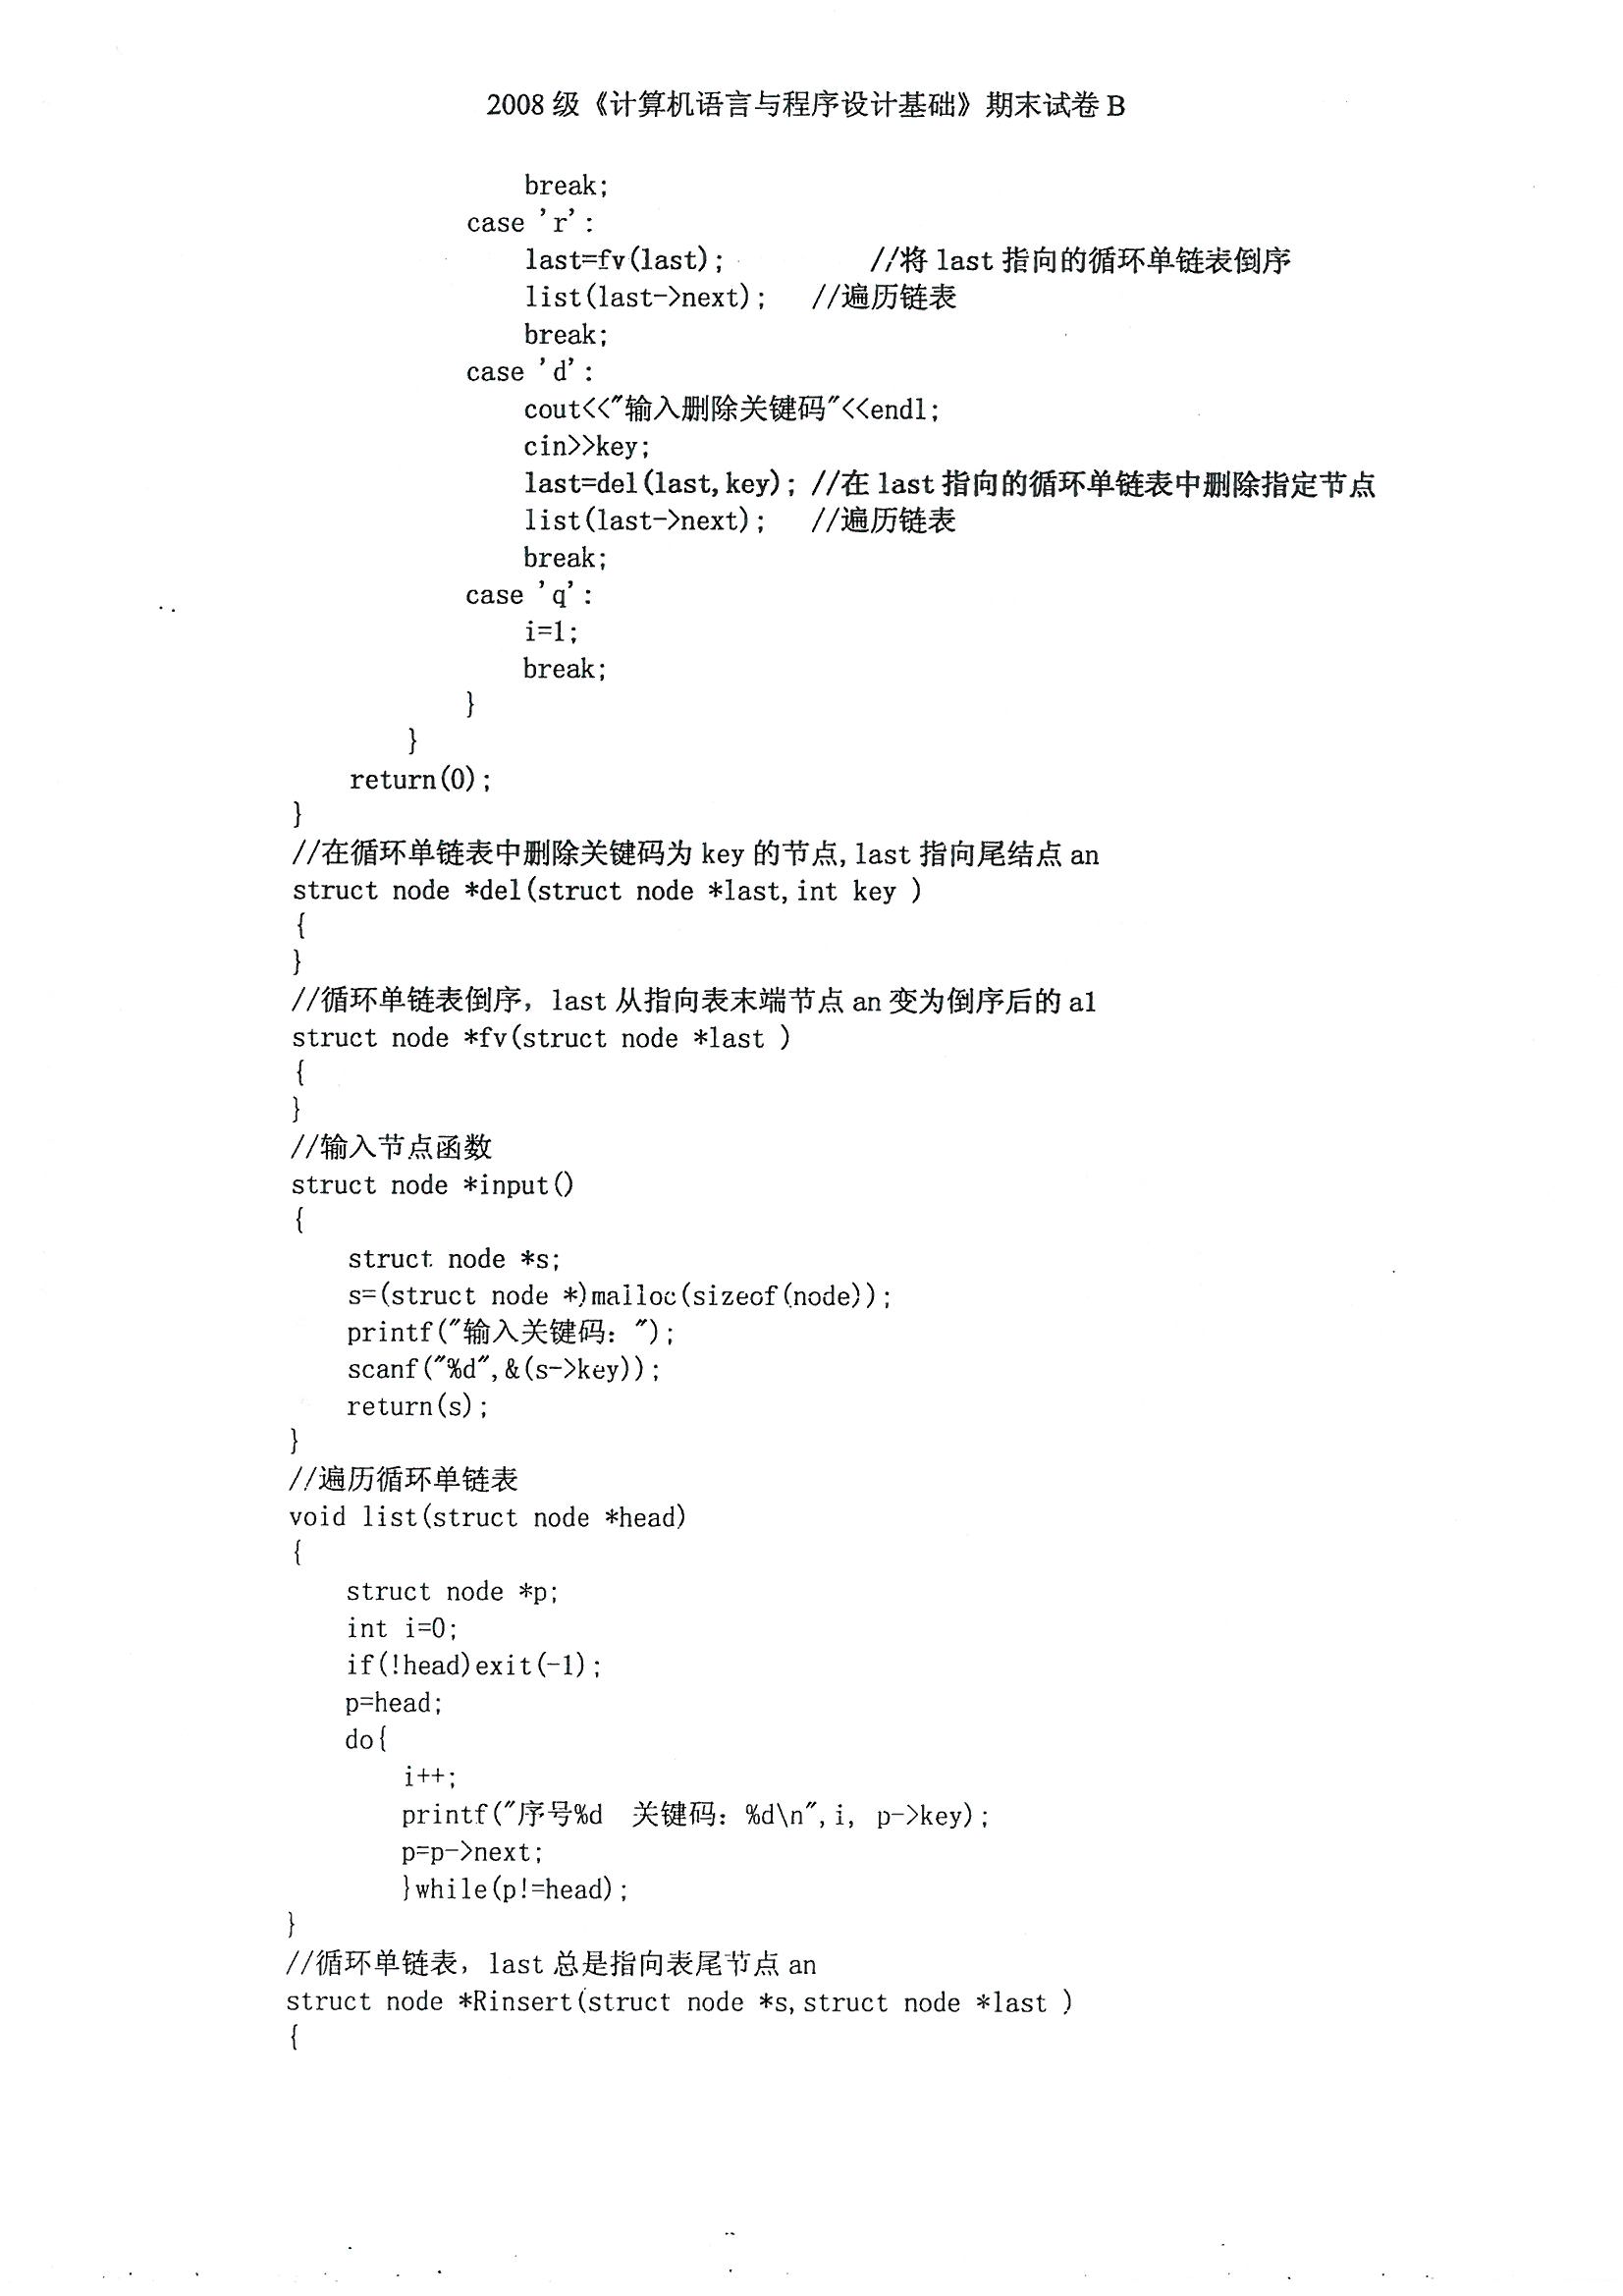 2008 级《计算机语言与程序设计基础》期末试卷 B
break;
case 'r':
last=fv(last); //将 last 指向的循环单链表倒序
list(last->next); //遍历链表
break;
case 'd':
cout<<"输入删除关键码"<<endl;
cin>>key;
last=del(last,key); //在 last 指向的循环单链表中删除指定节点
list(last->next); //遍历链表
break;
case 'q':
i=1;
break;
}
}
return(0);
}
//在循环单链表中删除关键码为 key 的节点,last 指向尾结点 an
struct node *del(struct node *last,int key )
{
}
//循环单链表倒序，last 从指向表末端节点 an 变为倒序后的 a1
struct node *fv(struct node *last )
{
}
//输入节点函数
struct node *input()
{
struct node *s;
s=(struct node *)malloc(sizeof(node));
printf("输入关键码：");
scanf("%d",&(s->key));
return(s);
}
//遍历循环单链表
void list(struct node *head)
{
struct node *p;
int i=0;
if(!head)exit(-1);
p=head;
do{
i++;
printf("序号%d 关键码：%d\n",i, p->key);
p=p->next;
}while(p!=head);
}
//循环单链表，last 总是指向表尾节点 an
struct node *Rinsert(struct node *s,struct node *last )
{